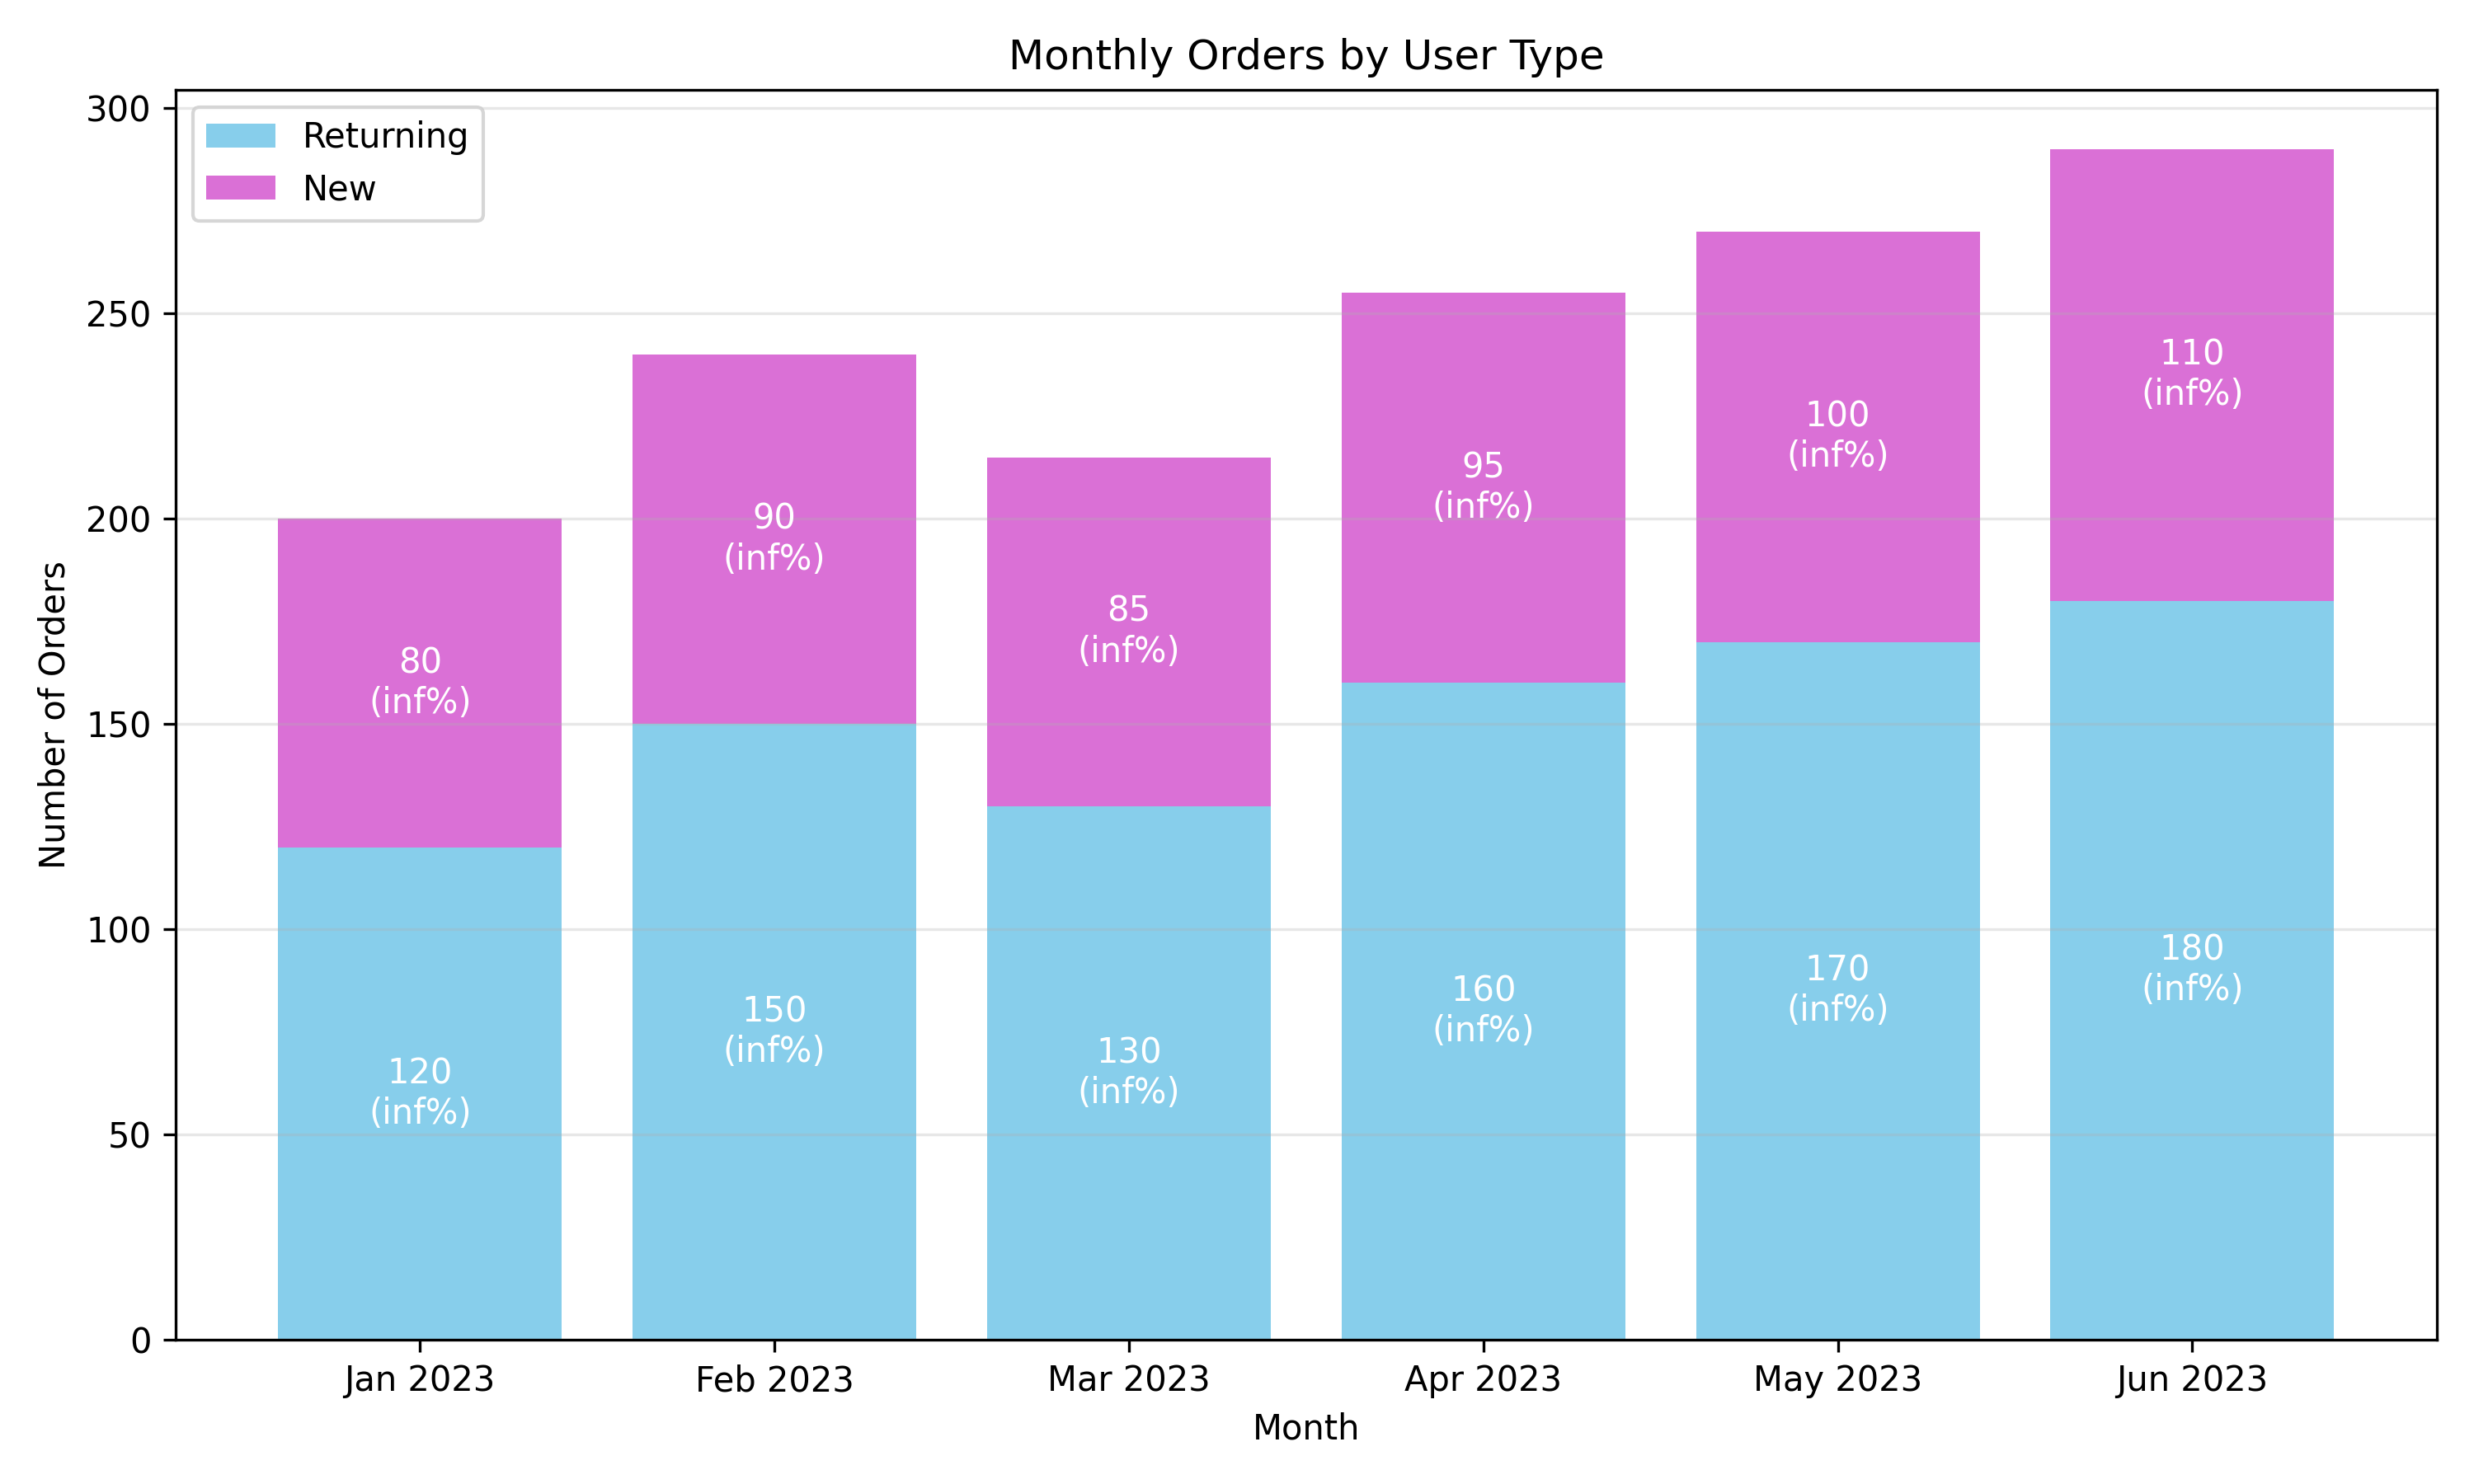 Monthly Orders by User Type
Returning
New
300
250
200
150
100
50
0
Number of Orders
80
(inf%)
120
(inf%)
90
(inf%)
150
(inf%)
85
(inf%)
130
(inf%)
95
(inf%)
160
(inf%)
100
(inf%)
170
(inf%)
110
(inf%)
180
(inf%)
Jan 2023
Feb 2023
Mar 2023
Apr 2023
May 2023
Jun 2023
Month